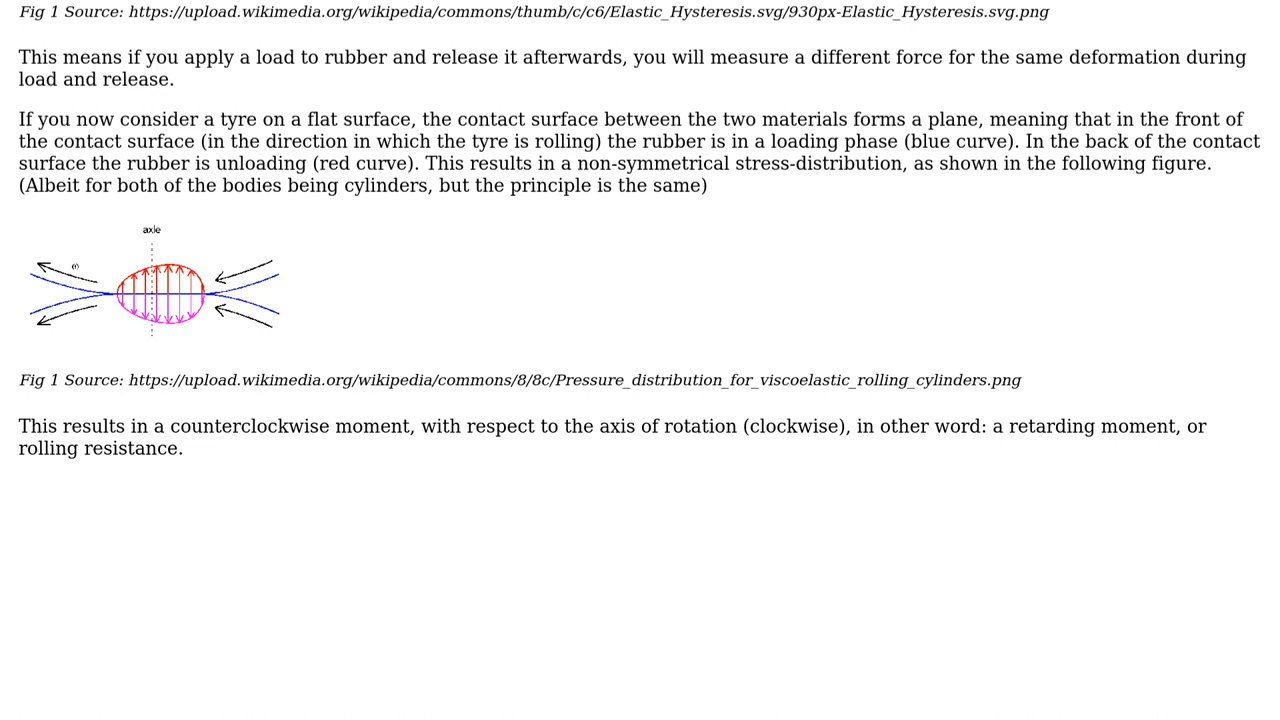 Fig 1 Source: https://upload.wikimedia.org/wikipedia/commons/thumb/c/c6/Elastic_Hysteresis.svg/930px-Elastic_Hysteresis.svg.png
This means if you apply a load to rubber and release it afterwards, you will measure a different force for the same deformation during
load and release.
If you now consider a tyre on a flat surface, the contact surface between the two materials forms a plane, meaning that in the front of
the contact surface (in the direction in which the tyre is rolling) the rubber is in a loading phase (blue curve). In the back of the contact
surface the rubber is unloading (red curve). This results in a non-symmetrical stress-distribution, as shown in the following figure.
(Albeit for both of the bodies being cylinders, but the principle is the same)
axle
Fig 1 Source: https://upload.wikimedia.org/wikipedia/commons/8/8c/Pressure_distribution_for_viscoelastic_rolling_cylinders.png
This results in a counterclockwise moment, with respect to the axis of rotation (clockwise), in other word: a retarding moment, or
rolling resistance.